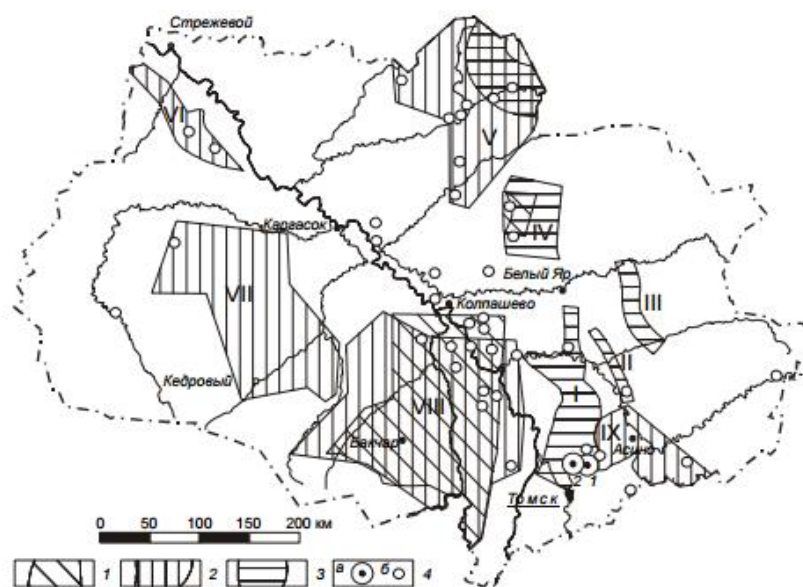 Стрежевой
VI
V
Каргасок
IV
Белый Яр
VII
Колпашево
III
Кедровый
II
VIII
I
Бакчар
IX
Асино
2 1
Томск
0 50 100 150 200 км
1 2 3 а б 4